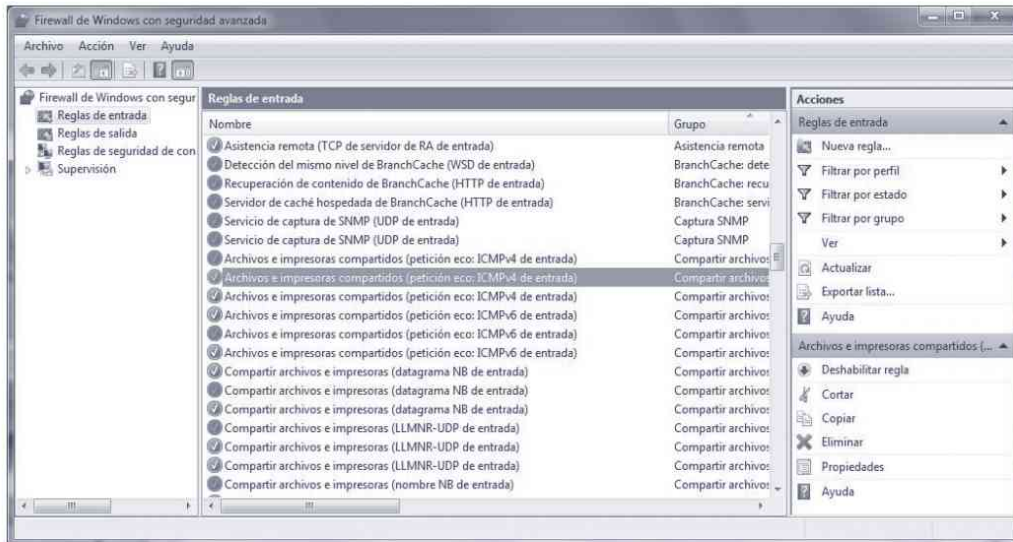 Firewall de Windows con seguridad avanzada
Archivo Acción Ver Ayuda
Firewall de Windows con segur
Reglas de entrada
Reglas de salida
Reglas de seguridad de con
Supervisión
Reglas de entrada
Nombre Grupo
Asistencia remota (TCP de servidor de RA de entrada) Asistencia remota
Detección del mismo nivel de BranchCache (WSD de entrada) BranchCache: dete
Recuperación de contenido de BranchCache (HTTP de entrada) BranchCache: recu
Servidor de caché hospedada de BranchCache (HTTP de entrada) BranchCache: servi
Servicio de captura de SNMP (UDP de entrada) Captura SNMP
Servicio de captura de SNMP (UDP de entrada) Captura SNMP
Archivos e impresoras compartidos (petición eco: ICMPv4 de entrada) Compartir archivos
Archivos e impresoras compartidos (petición eco: ICMPv4 de entrada) Compartir archivos
Archivos e impresoras compartidos (petición eco: ICMPv4 de entrada) Compartir archivos
Archivos e impresoras compartidos (petición eco: ICMPv6 de entrada) Compartir archivos
Archivos e impresoras compartidos (petición eco: ICMPv6 de entrada) Compartir archivos
Archivos e impresoras compartidos (petición eco: ICMPv6 de entrada) Compartir archivos
Compartir archivos e impresoras (datagrama NB de entrada) Compartir archivos
Compartir archivos e impresoras (datagrama NB de entrada) Compartir archivos
Compartir archivos e impresoras (datagrama NB de entrada) Compartir archivos
Compartir archivos e impresoras (LLMNR-UDP de entrada) Compartir archivos
Compartir archivos e impresoras (LLMNR-UDP de entrada) Compartir archivos
Compartir archivos e impresoras (LLMNR-UDP de entrada) Compartir archivos
Compartir archivos e impresoras (nombre NB de entrada) Compartir archivos
Acciones
Reglas de entrada
Nueva regla...
Filtrar por perfil
Filtrar por estado
Filtrar por grupo
Ver
Actualizar
Exportar lista...
Ayuda
Archivos e impresoras compartidos (...
Deshabilitar regla
Cortar
Copiar
Eliminar
Propiedades
Ayuda